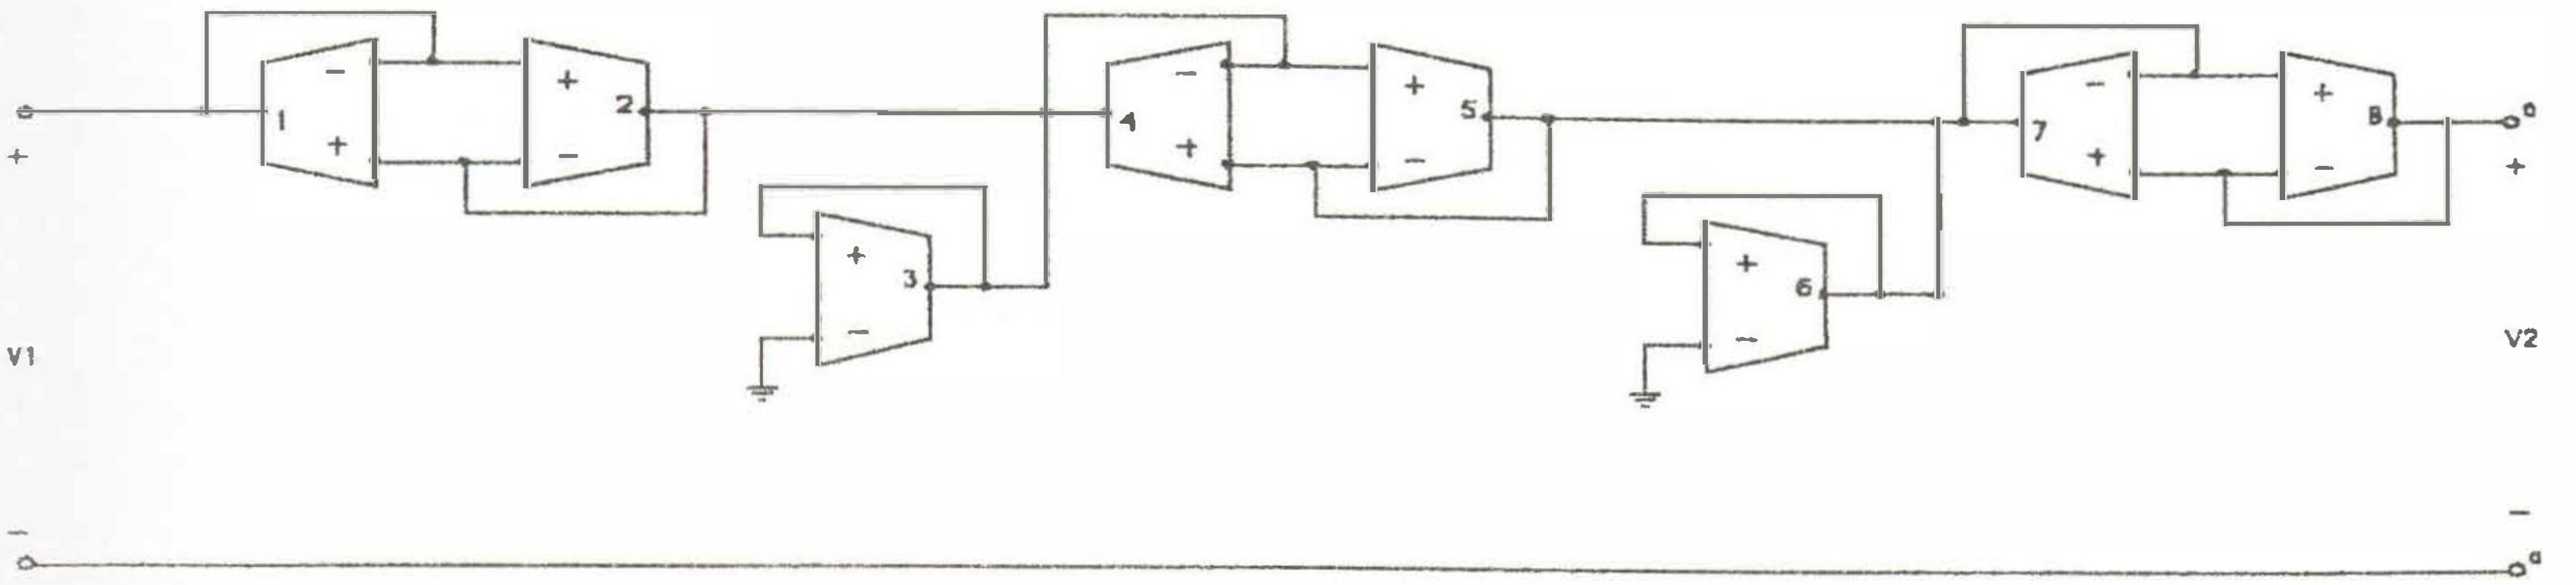 − + − +
1 2 4 5 7 8
+ − + − + −
+ +
+ +
3 6
− −
V1 V2
− −
a
a